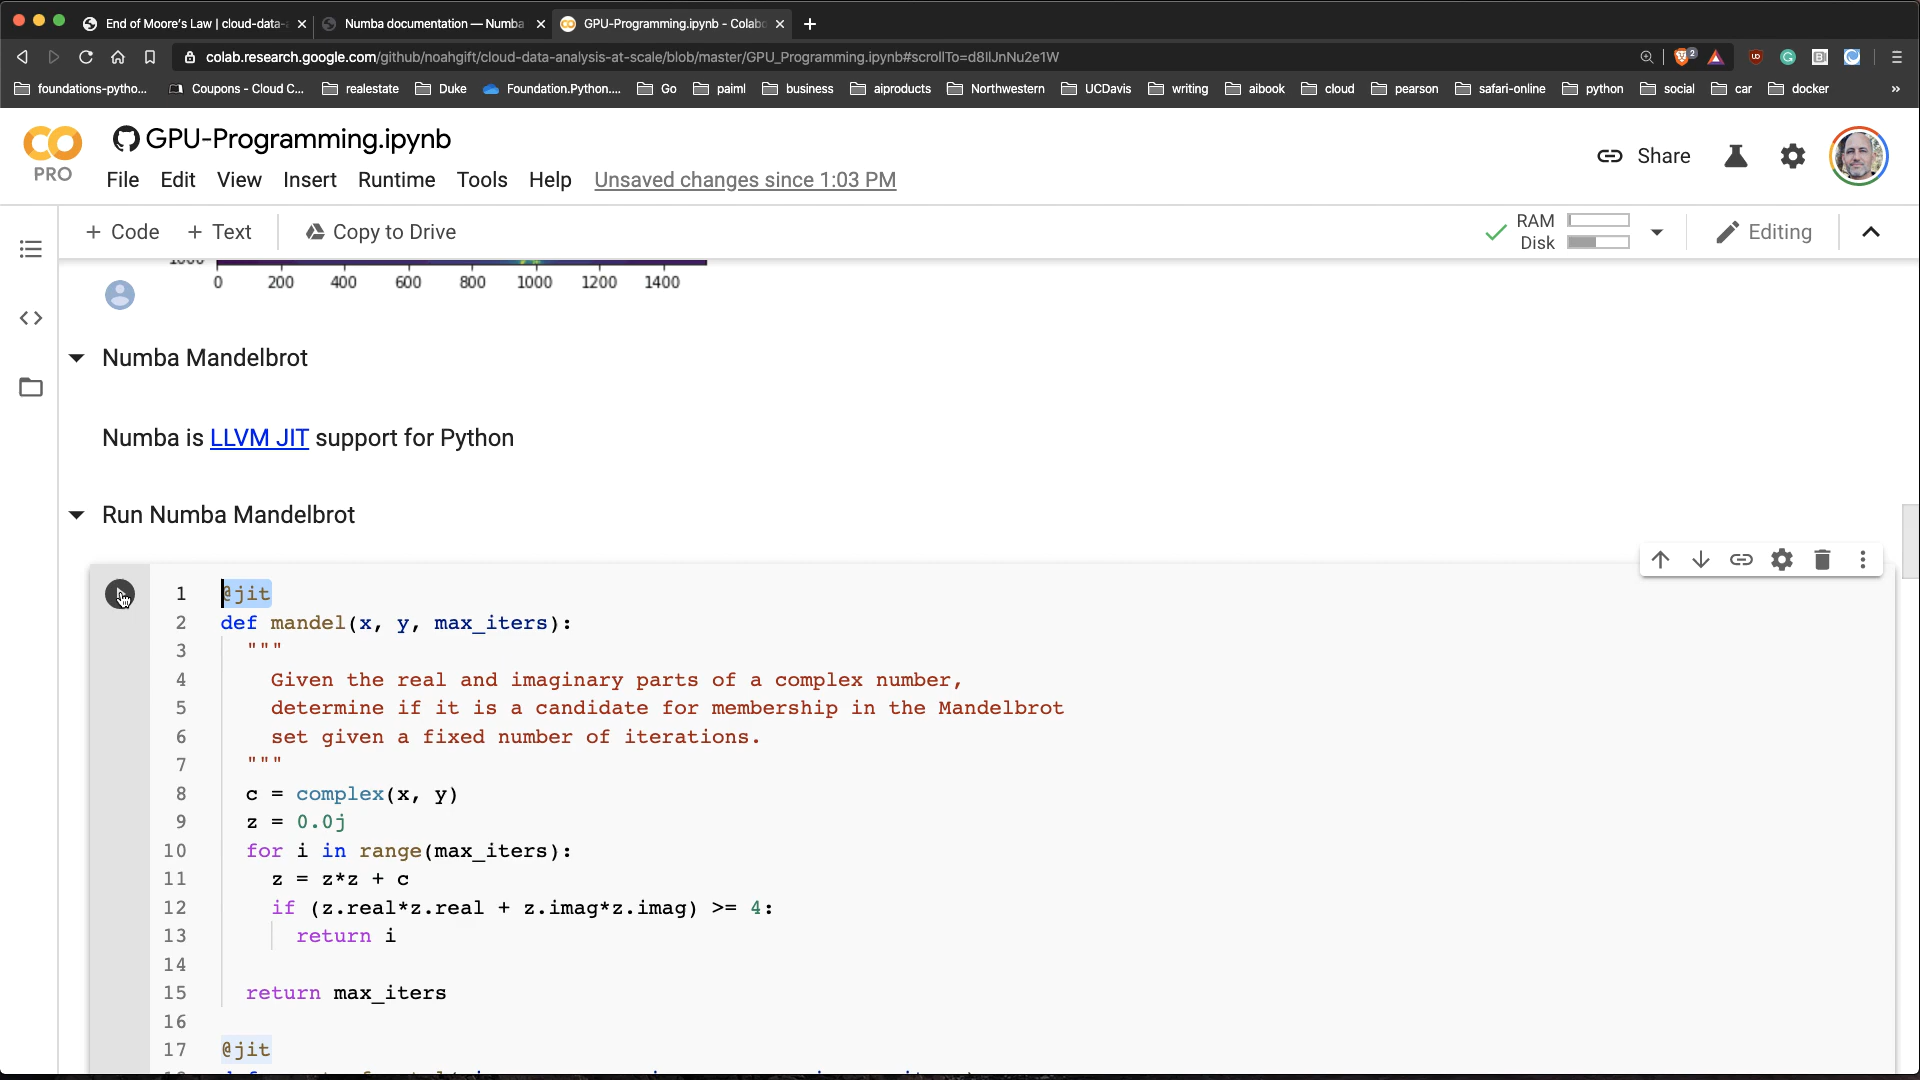 End of Moore's Law | cloud-data-
Numba documentation — Numba
GPU-Programming.ipynb - Colab
colab.research.google.com/github/noahgift/cloud-data-analysis-at-scale/blob/master/GPU_Programming.ipynb#scrollTo=d8IIJnNu2e1W
2
foundations-pytho...
Coupons - Cloud C...
realestate
Duke
Foundation.Python....
Go
paiml
business
aiproducts
Northwestern
UCDavis
writing
aibook
cloud
pearson
safari-online
python
social
car
docker
»
PRO
GPU-Programming.ipynb
File Edit View Insert Runtime Tools Help Unsaved changes since 1:03 PM
Share
+ Code + Text Copy to Drive
RAM
Disk
Editing
0 200 400 600 800 1000 1200 1400
Numba Mandelbrot
Numba is LLVM JIT support for Python
Run Numba Mandelbrot
1 @jit
2 def mandel(x, y, max_iters):
3 """
4 Given the real and imaginary parts of a complex number,
5 determine if it is a candidate for membership in the Mandelbrot
6 set given a fixed number of iterations.
7 """
8 c = complex(x, y)
9 z = 0.0j
10 for i in range(max_iters):
11 z = z*z + c
12 if (z.real*z.real + z.imag*z.imag) >= 4:
13 return i
14
15 return max_iters
16
17 @jit